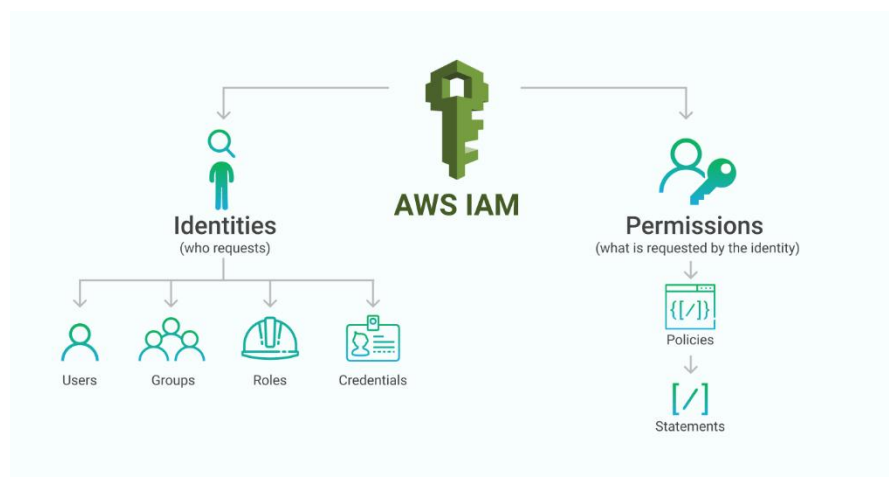 AWS IAM
Identities
(who requests)
Users
Groups
Roles
Credentials
Permissions
(what is requested by the identity)
{[/]}
Policies
[/]
Statements